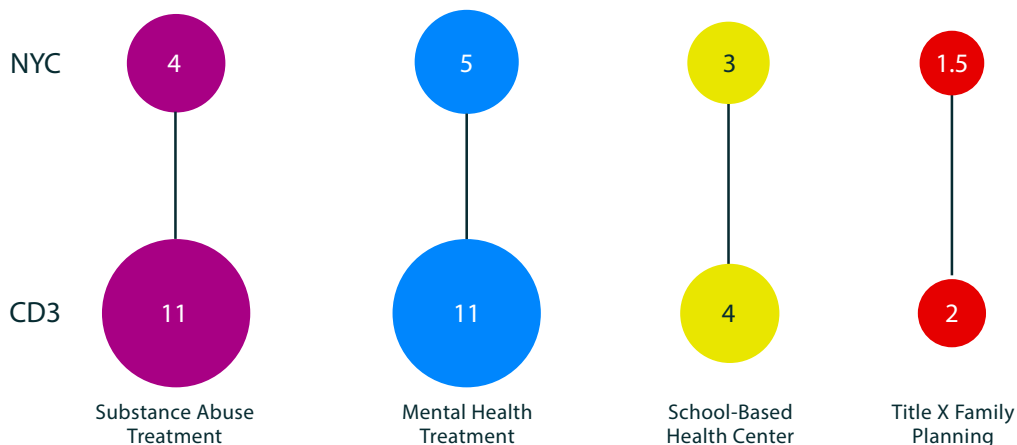 NYC
4
5
3
1.5
CD3
11
11
4
2
Substance Abuse
Treatment
Mental Health
Treatment
School-Based
Health Center
Title X Family
Planning